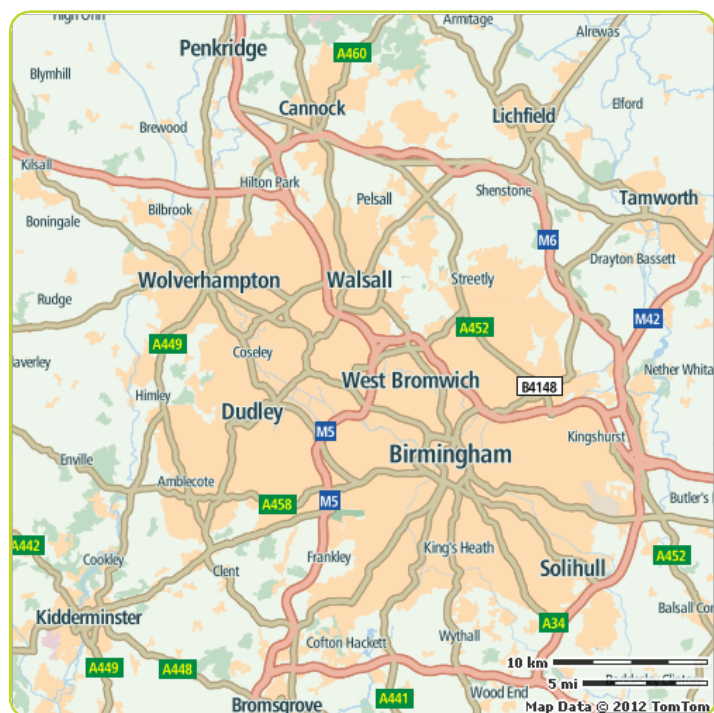 High Onn
Armitage
Alrewas
Penkridge
A460
Blymhill
Cannock
Lichfield
Elford
Brewood
Kilsall
Hilton Park
Shenstone
Tamworth
Pelsall
Bilbrook
Boningale
M6
Drayton Bassett
Wolverhampton
Walsall
Streetly
Rudge
M42
A452
A449
Coseley
Nether Whita
West Bromwich
B4148
Himley
Dudley
M5
Kingshurst
Birmingham
Enville
Amblecote
Butler's
A458
M5
A442
King's Heath
A452
Cookley
Frankley
Clent
Solihull
Balsall Com
Kidderminster
A34
Cofton Hackett
Wythall
10 km
A449
A448
5 mi
Wood End
A441
Bromsgrove
Map Data © 2012 TomTom